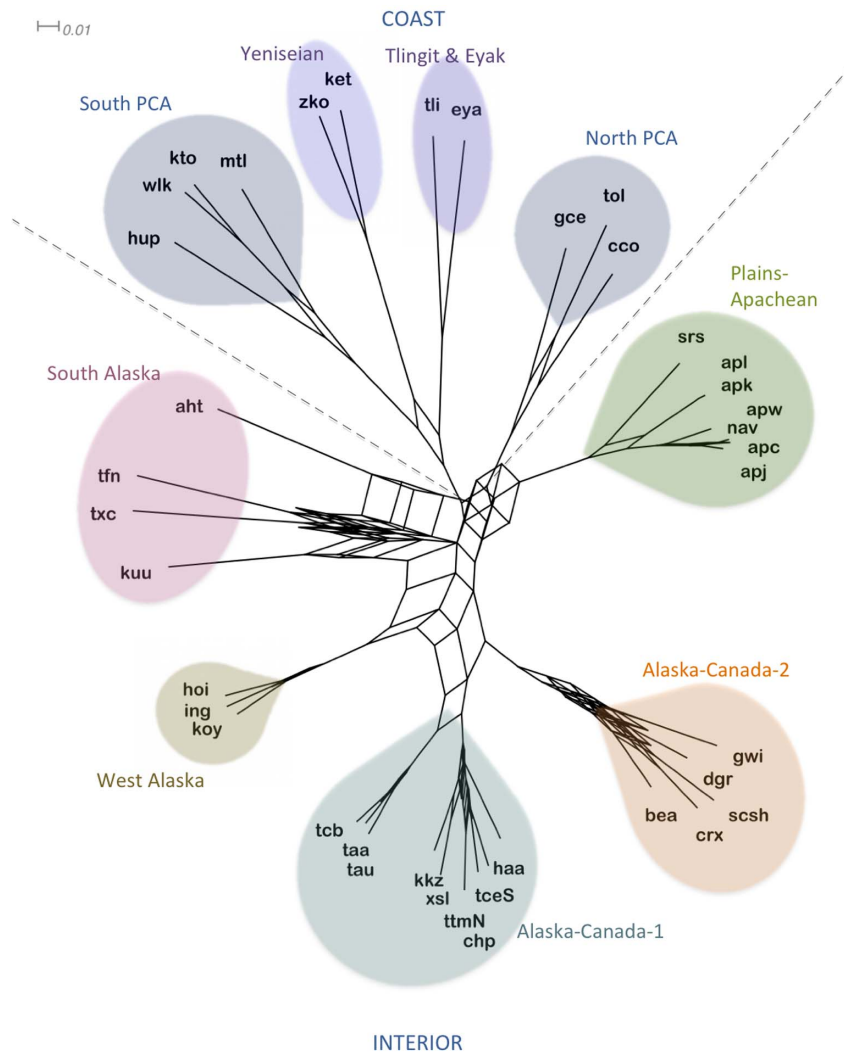 0.01
COAST
Yeniseian
Tlingit & Eyak
South PCA
North PCA
ket
zko
tli
eya
kto
mtl
wlk
hup
tol
gce
cco
Plains-
Apachean
srs
apl
apk
apw
nav
apc
apj
South Alaska
aht
tfn
txc
kuu
hoi
ing
koy
West Alaska
Alaska-Canada-2
gwi
dgr
bea
scsh
crx
tcb
taa
tau
kkz
xsl
haa
tceS
ttmN
chp
Alaska-Canada-1
INTERIOR